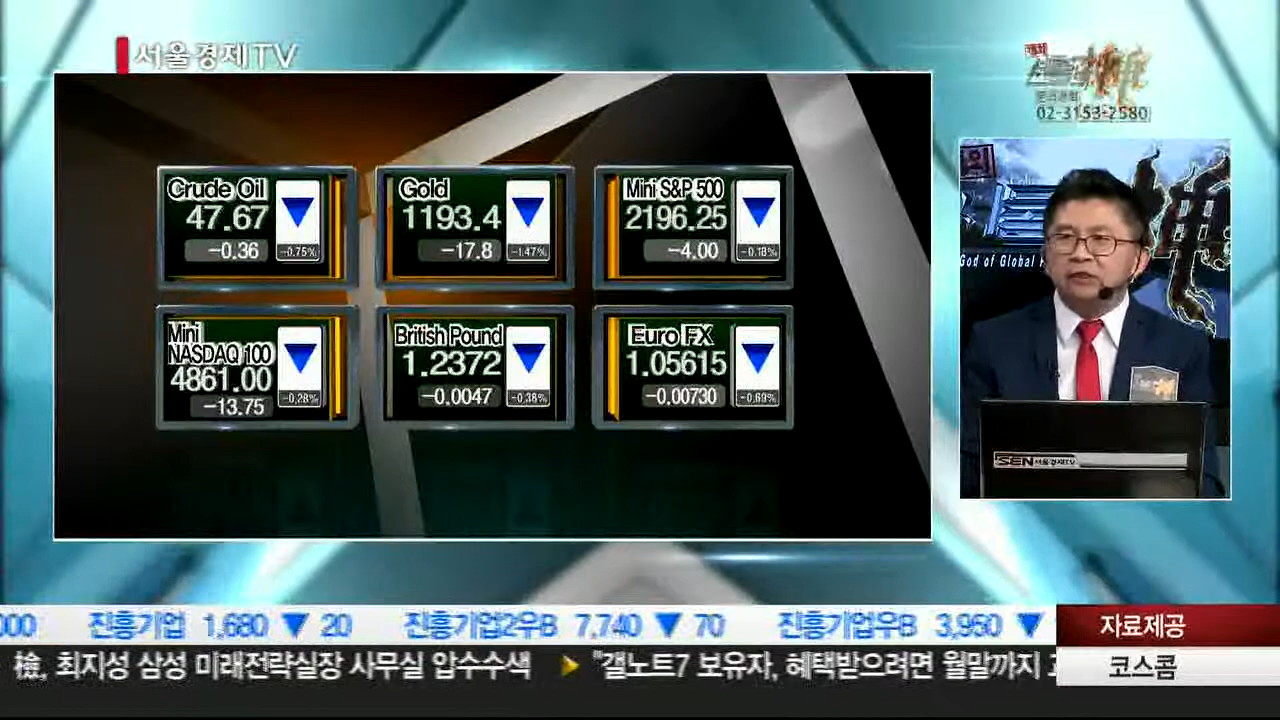 서울경제TV
02-3153-2580
Crude Oil
47.67
-0.36
-0.75%
Gold
1193.4
-17.8
-1.47%
Mini S&P 500
2196.25
-4.00
-0.18%
Mini
NASDAQ 100
4861.00
-13.75
-0.28%
British Pound
1.2372
-0.0047
-0.38%
Euro FX
1.05615
-0.00730
-0.69%
God of Global
SEN 서울경제TV
000 진흥기업 1,680 ▼ 20 진흥기업2우B 7,740 ▼ 70 진흥기업우B 3,950 ▼
자료제공
檢, 최지성 삼성 미래전략실장 사무실 압수수색 ▶ "갤노트7 보유자, 혜택받으려면 월말까지
코스콤